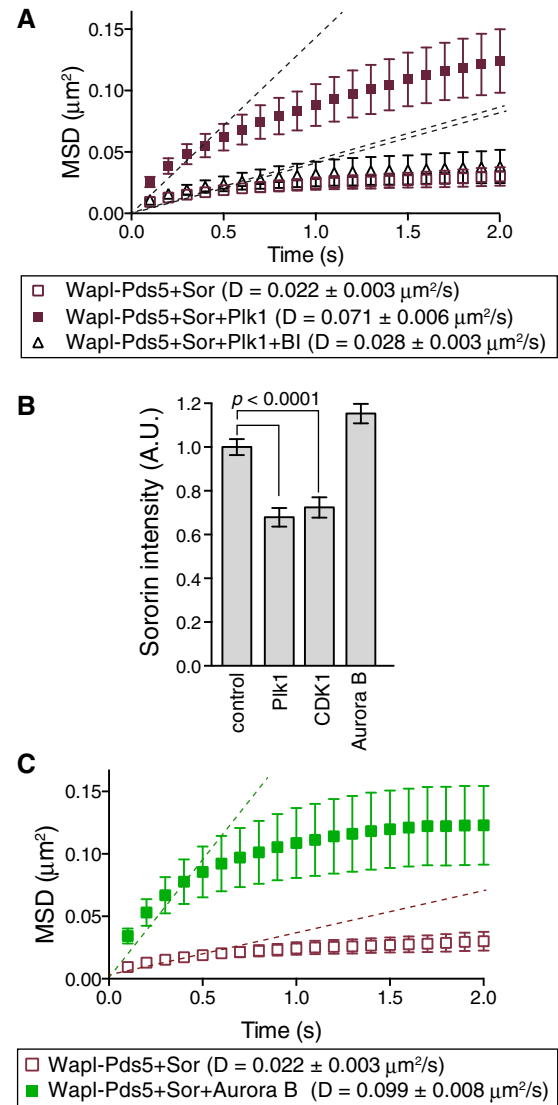 A
0.15
0.10
0.05
0.00
MSD (μm²)
0.0 0.5 1.0 1.5 2.0
Time (s)
Wapl-Pds5+Sor (D = 0.022 ± 0.003 μm²/s)
Wapl-Pds5+Sor+Plk1 (D = 0.071 ± 0.006 μm²/s)
Wapl-Pds5+Sor+Plk1+BI (D = 0.028 ± 0.003 μm²/s)
B
p < 0.0001
1.2
1.0
0.8
0.6
0.4
0.2
0.0
Sororin intensity (A.U.)
control
Plk1
CDK1
Aurora B
C
0.15
0.10
0.05
0.00
MSD (μm²)
0.0 0.5 1.0 1.5 2.0
Time (s)
Wapl-Pds5+Sor (D = 0.022 ± 0.003 μm²/s)
Wapl-Pds5+Sor+Aurora B (D = 0.099 ± 0.008 μm²/s)